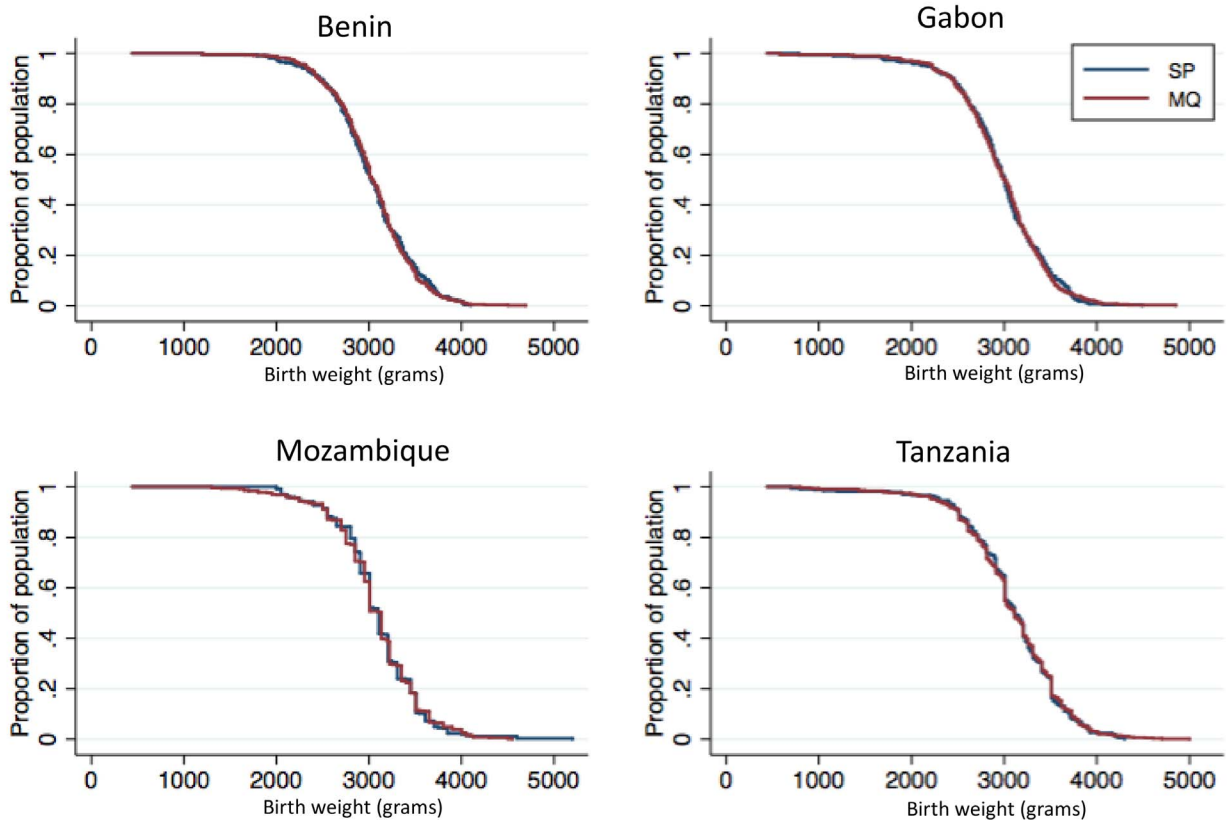 Benin
Proportion of population
1
.8
.6
.4
.2
0
0 1000 2000 3000 4000 5000
Birth weight (grams)
Gabon
SP
MQ
Proportion of population
1
.8
.6
.4
.2
0
0 1000 2000 3000 4000 5000
Birth weight (grams)
Mozambique
Proportion of population
1
.8
.6
.4
.2
0
0 1000 2000 3000 4000 5000
Birth weight (grams)
Tanzania
Proportion of population
1
.8
.6
.4
.2
0
0 1000 2000 3000 4000 5000
Birth weight (grams)